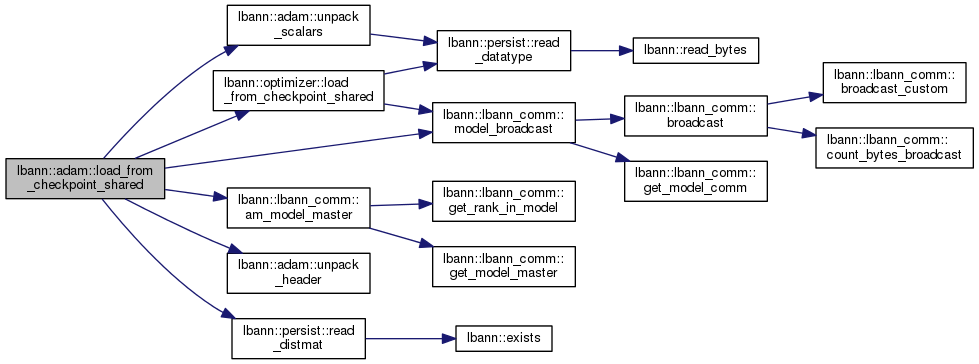 lbann::adam::load_from
_checkpoint_shared
lbann::adam::unpack
_scalars
lbann::optimizer::load
_from_checkpoint_shared
lbann::lbann_comm::
am_model_master
lbann::adam::unpack
_header
lbann::persist::read
_distmat
lbann::persist::read
_datatype
lbann::lbann_comm::
model_broadcast
lbann::lbann_comm::
get_rank_in_model
lbann::lbann_comm::
get_model_master
lbann::exists
lbann::read_bytes
lbann::lbann_comm::
broadcast
lbann::lbann_comm::
get_model_comm
lbann::lbann_comm::
broadcast_custom
lbann::lbann_comm::
count_bytes_broadcast